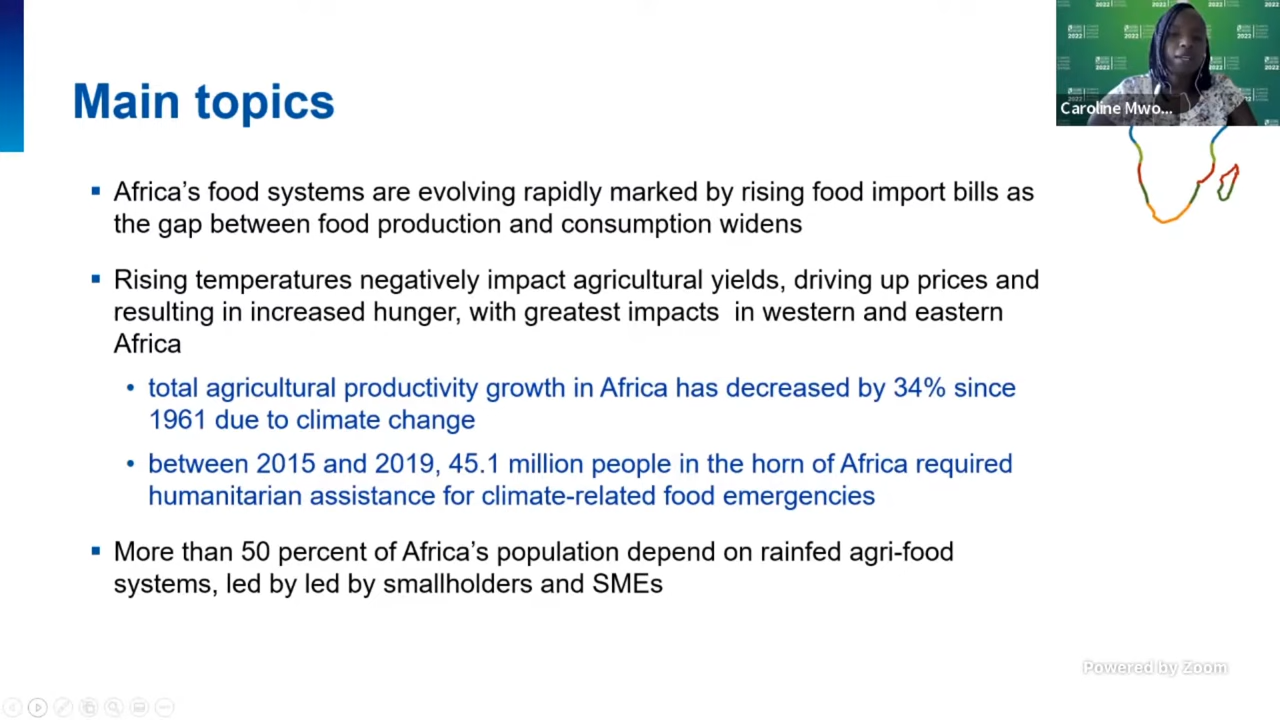 Main topics
Caroline Mwo...
Africa’s food systems are evolving rapidly marked by rising food import bills as
the gap between food production and consumption widens
Rising temperatures negatively impact agricultural yields, driving up prices and
resulting in increased hunger, with greatest impacts in western and eastern
Africa
total agricultural productivity growth in Africa has decreased by 34% since
1961 due to climate change
between 2015 and 2019, 45.1 million people in the horn of Africa required
humanitarian assistance for climate-related food emergencies
More than 50 percent of Africa’s population depend on rainfed agri-food
systems, led by led by smallholders and SMEs
Powered by Zoom